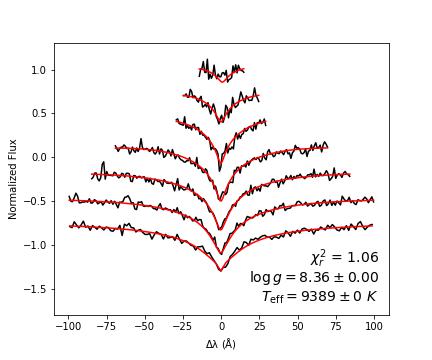 1.0
0.5
0.0
−0.5
−1.0
−1.5
Normalized Flux
χ²ᵣ = 1.06
log g = 8.36 ± 0.00
T_eff = 9389 ± 0 K
−100 −75 −50 −25 0 25 50 75 100
Δλ (Å)